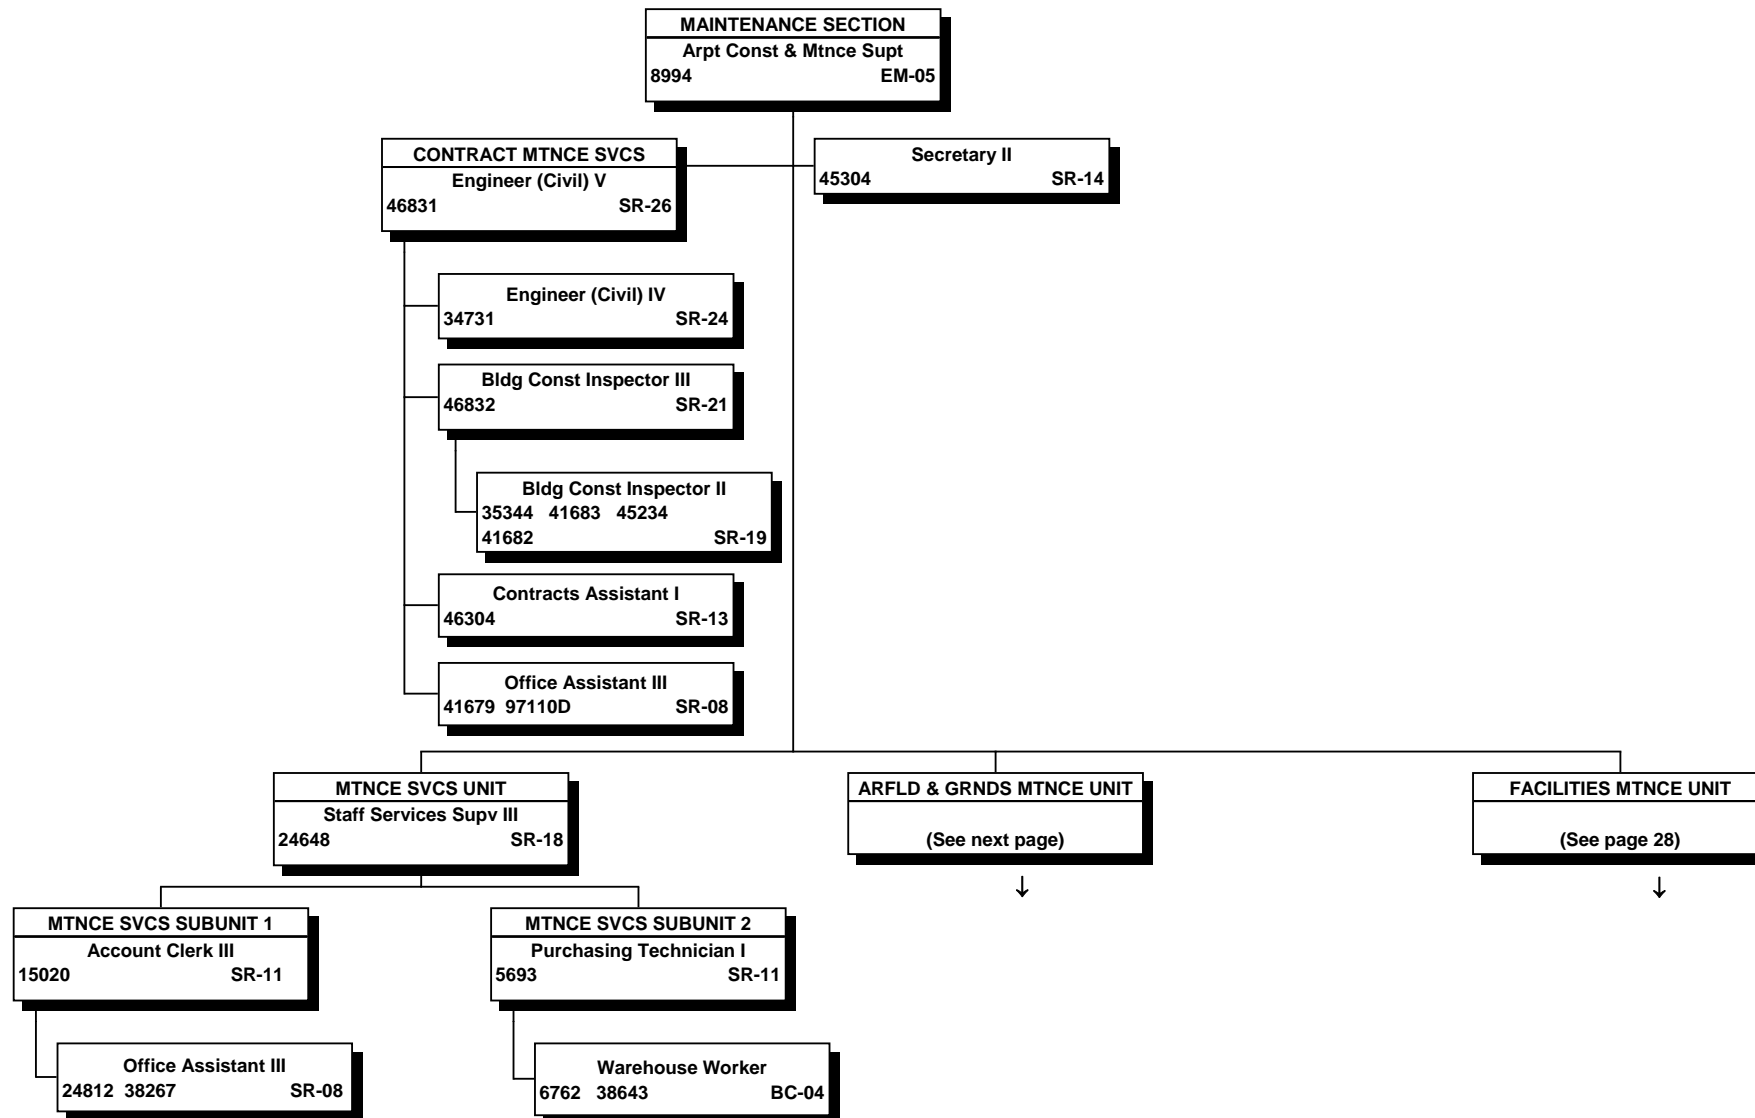 MAINTENANCE SECTION
Arpt Const & Mtnce Supt
8994 EM-05
CONTRACT MTNCE SVCS
Engineer (Civil) V
46831 SR-26
Secretary II
45304 SR-14
Engineer (Civil) IV
34731 SR-24
Bldg Const Inspector III
46832 SR-21
Bldg Const Inspector II
35344 41683 45234
41682 SR-19
Contracts Assistant I
46304 SR-13
Office Assistant III
41679 97110D SR-08
MTNCE SVCS UNIT
Staff Services Supv III
24648 SR-18
ARFLD & GRNDS MTNCE UNIT
(See next page)
↓
FACILITIES MTNCE UNIT
(See page 28)
↓
MTNCE SVCS SUBUNIT 1
Account Clerk III
15020 SR-11
MTNCE SVCS SUBUNIT 2
Purchasing Technician I
5693 SR-11
Office Assistant III
24812 38267 SR-08
Warehouse Worker
6762 38643 BC-04